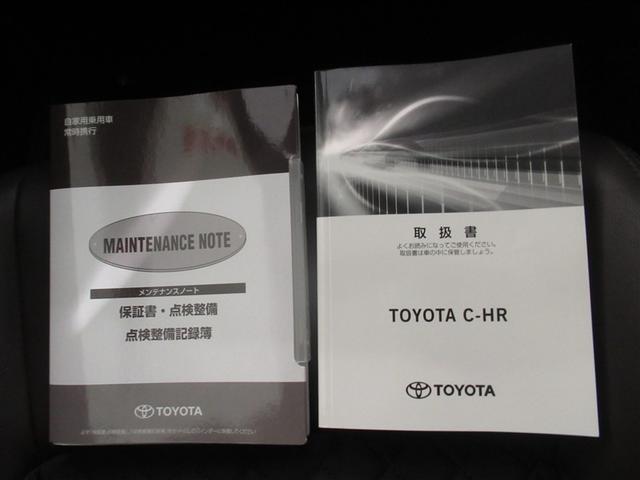 自家用乗用車
常時携行
MAINTENANCE NOTE
メンテナンスノート
保証書・点検整備
点検整備記録簿
TOYOTA
取扱書
よくお読みになってご使用ください。
取扱書は車の中に保管しましょう。
TOYOTA C-HR
TOYOTA